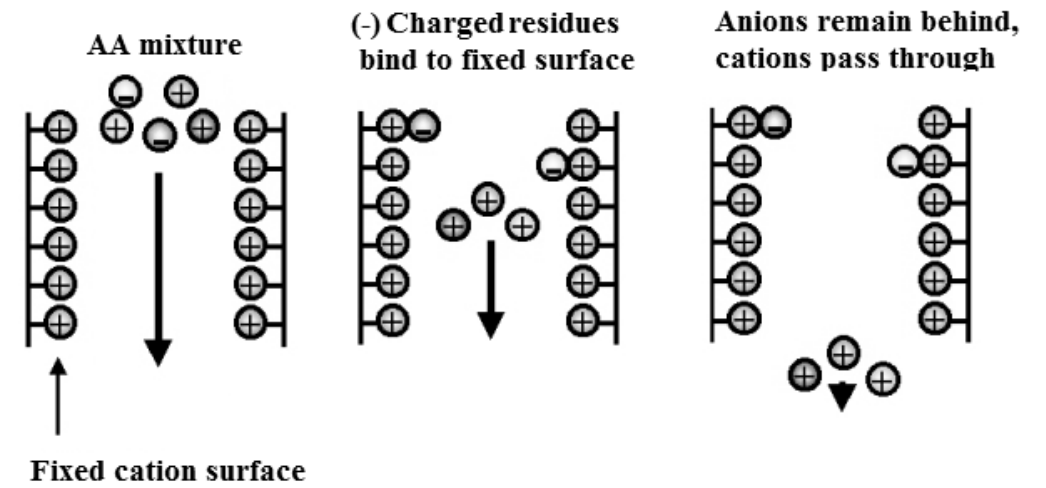 AA mixture
(-) Charged residues
bind to fixed surface
Anions remain behind,
cations pass through
Fixed cation surface